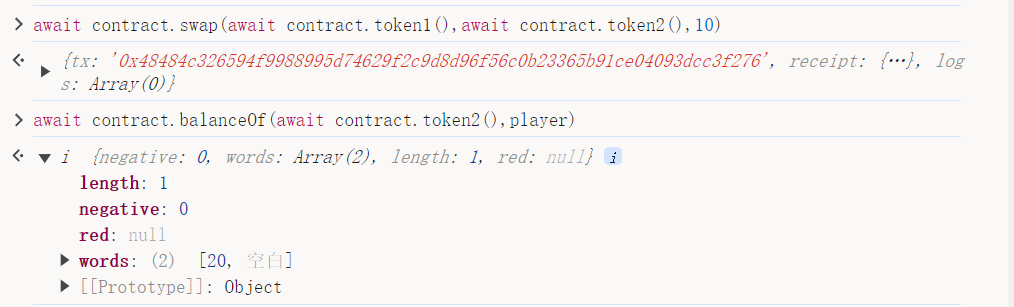 await contract.swap(await contract.token1(),await contract.token2(),10)
{tx: '0x48484c326594f9988995d74629f2c9d8d96f56c0b23365b91ce04093dcc3f276', receipt: {…}, log
s: Array(0)}
await contract.balanceOf(await contract.token2(),player)
i {negative: 0, words: Array(2), length: 1, red: null} i
length: 1
negative: 0
red: null
words: (2) [20, 空白]
[[Prototype]]: Object